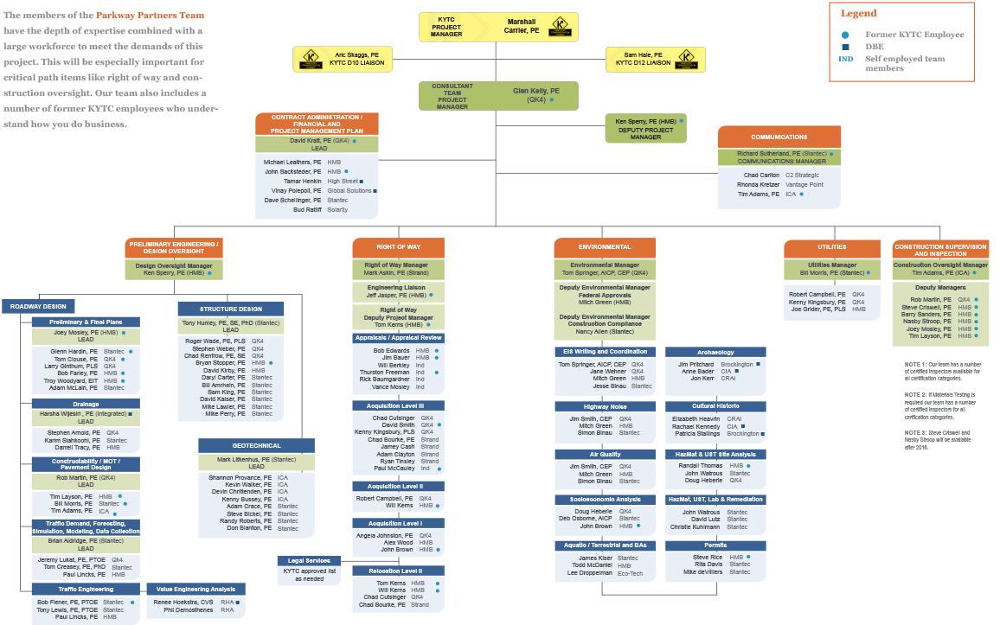 The members of the Parkway Partners Team
have the depth of expertise combined with a
large workforce to meet the demands of this
project. This will be especially important for
critical path items like right of way and con-
struction oversight. Our team also includes a
number of former KYTC employees who under-
stand how you do business.
KYTC
PROJECT
MANAGER
Marshall
Carrier, PE
Legend
Former KYTC Employee
DBE
IND Self employed team
members
Aric Skaggs, PE
KYTC D10 LIAISON
Sam Hale, PE
KYTC D12 LIAISON
CONSULTANT
TEAM
PROJECT
MANAGER
Glen Kelly, PE
(QK4)
Ken Sperry, PE (HMB)
DEPUTY PROJECT
MANAGER
CONTRACT ADMINISTRATION /
FINANCIAL AND
PROJECT MANAGEMENT PLAN
David Kratt, PE (QK4)
LEAD
Michael Leathers, PE HMB
John Sacksteder, PE HMB
Tamar Henkin High Street
Vinay Polepoil, PE Global Solutions
Dave Schellinger, PE Stantec
Bud Ratliff Solarity
COMMUNICATIONS
Richard Sutherland, PE (Stantec)
COMMUNICATIONS MANAGER
Chad Carlton C2 Strategic
Rhonda Kretzer Vantage Point
Tim Adams, PE ICA
PRELIMINARY ENGINEERING /
DESIGN OVERSIGHT
Design Oversight Manager
Ken Sperry, PE (HMB)
ROADWAY DESIGN
Preliminary & Final Plans
Joey Mosley, PE (HMB)
LEAD
Glenn Hardin, PE Stantec
Tom Clouse, PE QK4
Larry Ginthum, PLS QK4
Bob Farley, PE HMB
Troy Woodyard, EIT HMB
Adam McLain, PE Stantec
Drainage
Harsha Wijesiri , PE (Integrated)
LEAD
Stephen Arnold, PE QK4
Karim Slahkoohi, PE Stantec
Darrell Tracy, PE HMB
Constructability / MOT /
Pavement Design
Rob Martin, PE (QK4)
LEAD
Tim Layson, PE HMB
Bill Morris, PE Stantec
Tim Adams, PE ICA
Traffic Demand, Forecsting,
Simulation, Modeling, Data Collection
Brian Aldridge, PE (Stantec)
LEAD
Jeremy Lukat, PE, PTOE Qk4
Tom Creasey, PE, PhD Stantec
Paul Lincks, PE HMB
Traffic Engineering
Bob Fiener, PE, PTOE Stantec
Tony Lewis, PE, PTOE Stantec
Paul Lincks, PE HMB
Value Engineering Analysis
Renee Hoekstra, CVS RHA
Phil Demosthenes RHA
STRUCTURE DESIGN
Tony Hunley, PE, SE, PhD (Stantec)
LEAD
Roger Wade, PE, PLS QK4
Stephen Weber, PE QK4
Chad Renfrow, PE, SE QK4
Bryan Stopper, PE HMB
David Kirby, PE HMB
Daryl Carter, PE Stantec
Bill Amrhein, PE Stantec
Sam King, PE Stantec
David Kaiser, PE Stantec
Mike Lawler, PE Stantec
Mike Perry, PE Stantec
GEOTECHNICAL
Mark Litkenhus, PE (Stantec)
LEAD
Shannon Provance, PE ICA
Kevin Walker, PE ICA
Devin Chrittenden, PE ICA
Kenny Bussey, PE ICA
Adam Crace, PE Stantec
Steve Bickel, PE Stantec
Randy Roberts, PE Stantec
Don Blanton, PE Stantec
Legal Services
KYTC approved list
as needed
RIGHT OF WAY
Right of Way Manager
Mark Askin, PE (Strand)
Engineering Liaison
Jeff Jasper, PE (HMB)
Right of Way
Deputy Project Manager
Tom Kerns (HMB)
Appraisals / Appraisal Review
Bob Edwards HMB
Jim Bauer HMB
Will Berkley Ind
Thurston Freeman Ind
Rick Baumgardner Ind
Vance Mosley Ind
Acquisition Level III
Chad Cutsinger QK4
David Smith QK4
Kenny Kingsbury, PLS QK4
Chad Bourke, PE Strand
Jamey Cash Strand
Adam Clayton Strand
Ryan Tinsley Strand
Paul McCauley Ind
Acquisition Level II
Robert Campbell, PE QK4
Will Kerns HMB
Acquisition Level I
Angela Johnston, PE QK4
Alex Wood HMB
John Brown HMB
Relocation Level II
Tom Kerns HMB
Will Kerns HMB
Chad Cutsinger QK4
Chad Bourke, PE Strand
ENVIRONMENTAL
Environmental Manager
Tom Springer, AICP, CEP (QK4)
Deputy Environmental Manager
Federal Approvals
Mitch Green (HMB)
Deputy Environmental Manager
Construction Compliance
Nancy Allen (Stantec)
EIS Writing and Coordination
Tom Springer, AICP, CEP QK4
Jane Wehner QK4
Mitch Green HMB
Jesse Binau Stantec
Highway Noise
Jim Smith, CEP QK4
Mitch Green HMB
Simon Binau Stantec
Air Quality
Jim Smith, CEP QK4
Mitch Green HMB
Simon Binau Stantec
Socioeconomic Analysis
Doug Heberle QK4
Deb Osborne, AICP Stantec
John Brown HMB
Aquatic / Terrestrial and BAs
James Kiser Stantec
Todd McDaniel HMB
Lee Droppelman Eco-Tech
Archaeology
Jim Pritchard Brockington
Anne Bader CIA
Jon Kerr CRAI
Cultural Historic
Elizabeth Heavrin CRAI
Rachael Kennedy CIA
Patricia Stallings Brockington
HazMat & UST Site Analysis
Randall Thomas HMB
John Watrous Stantec
Doug Heberle QK4
HazMat, UST, Lab & Remediation
John Watrous Stantec
David Lutz Stantec
Christie Kuhlmann Stantec
Permits
Steve Rice HMB
Rita Davis Stantec
Mike deVilliers Stantec
UTILITIES
Utilities Manager
Bill Morris, PE (Stantec)
Robert Campbell, PE QK4
Kenny Kingsbury, PE QK4
Joe Grider, PE, PLS HMB
CONSTRUCTION SUPERVISION
AND INSPECTION
Construction Oversight Manager
Tim Adams, PE (ICA)
Deputy Managers
Rob Martin, PE QK4
Steve Criswell, PE HMB
Barry Sanders, PE HMB
Nasby Stroop, PE HMB
Joey Mosley, PE HMB
Tim Layson, PE HMB
NOTE 1: Our team has a number
of certified inspectors available for
all certification categories.
NOTE 2: If Materials Testing is
required our team has a number
of certified inspectors for all
cerification categories.
NOTE 3: Steve Criswell and
Nasby Stroop will be available
after 2016.